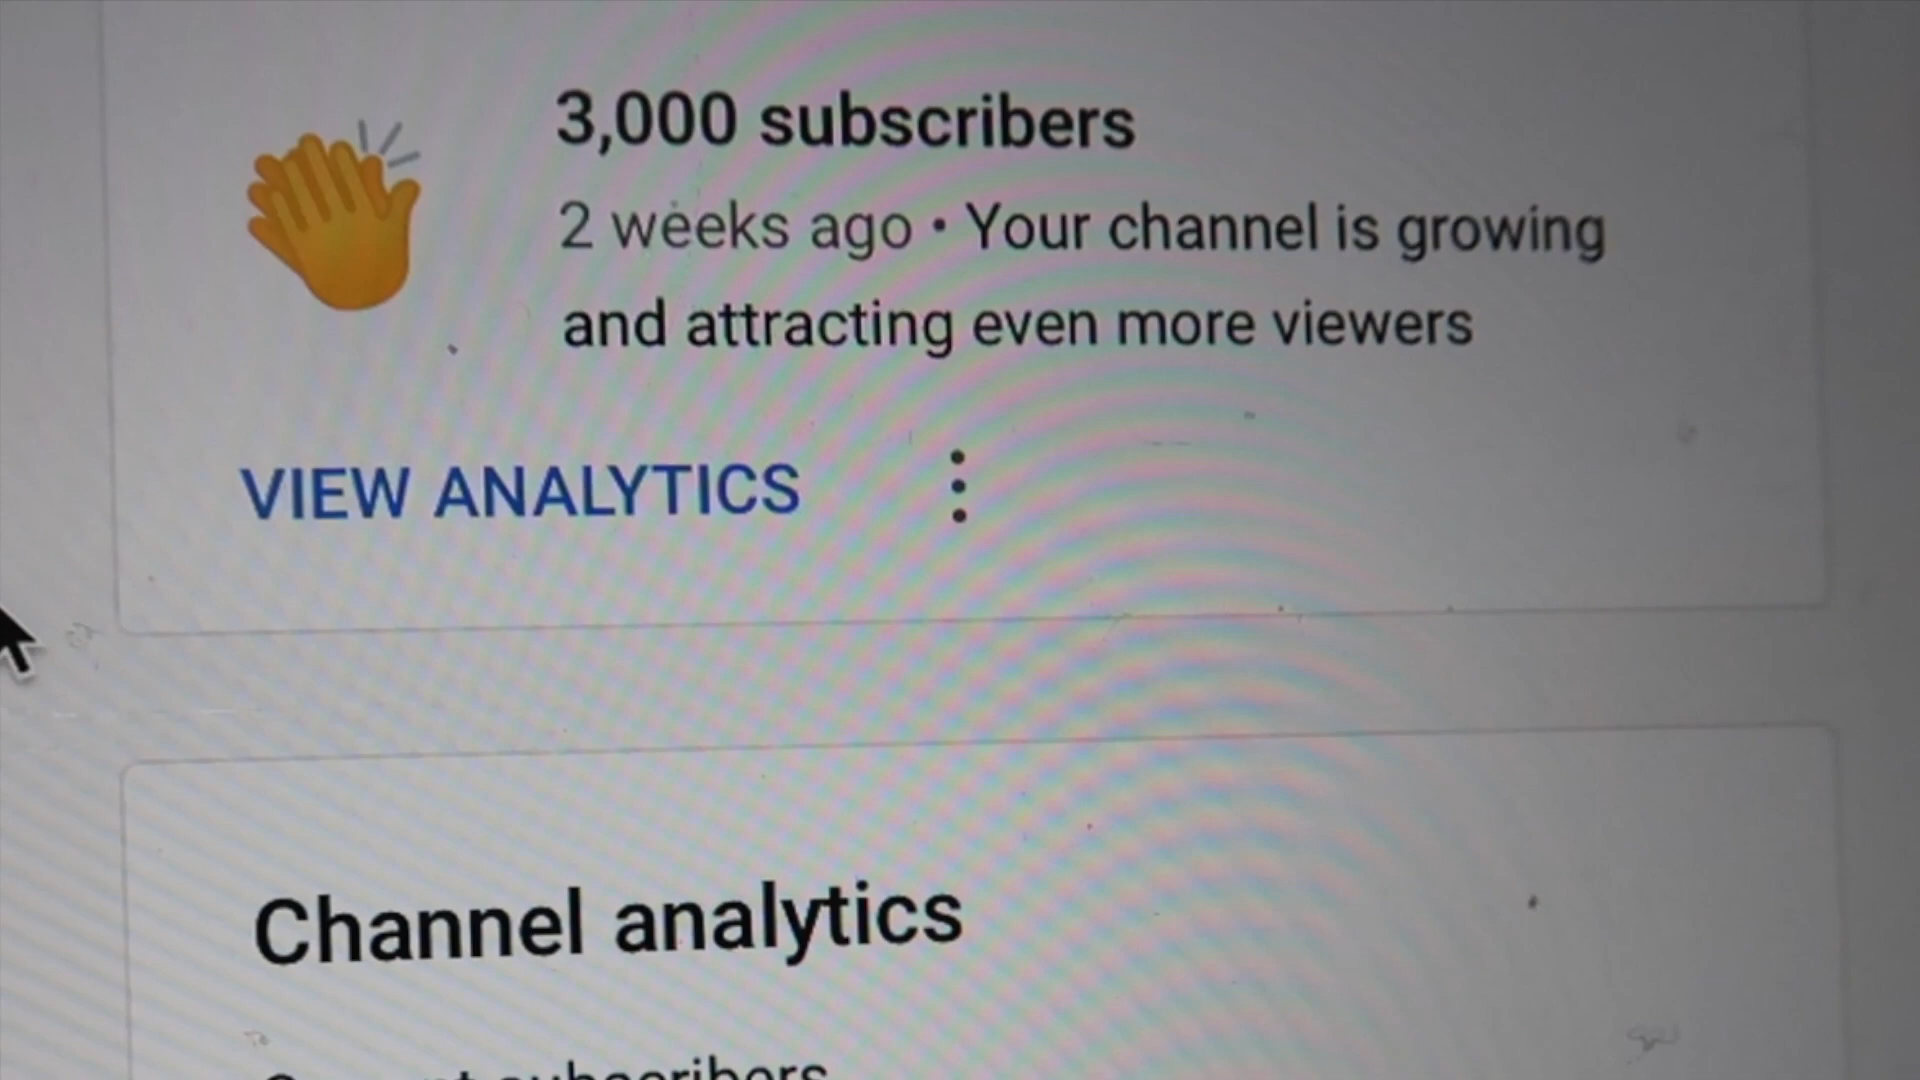 3,000 subscribers
2 weeks ago • Your channel is growing
and attracting even more viewers
VIEW ANALYTICS
Channel analytics
subscribers